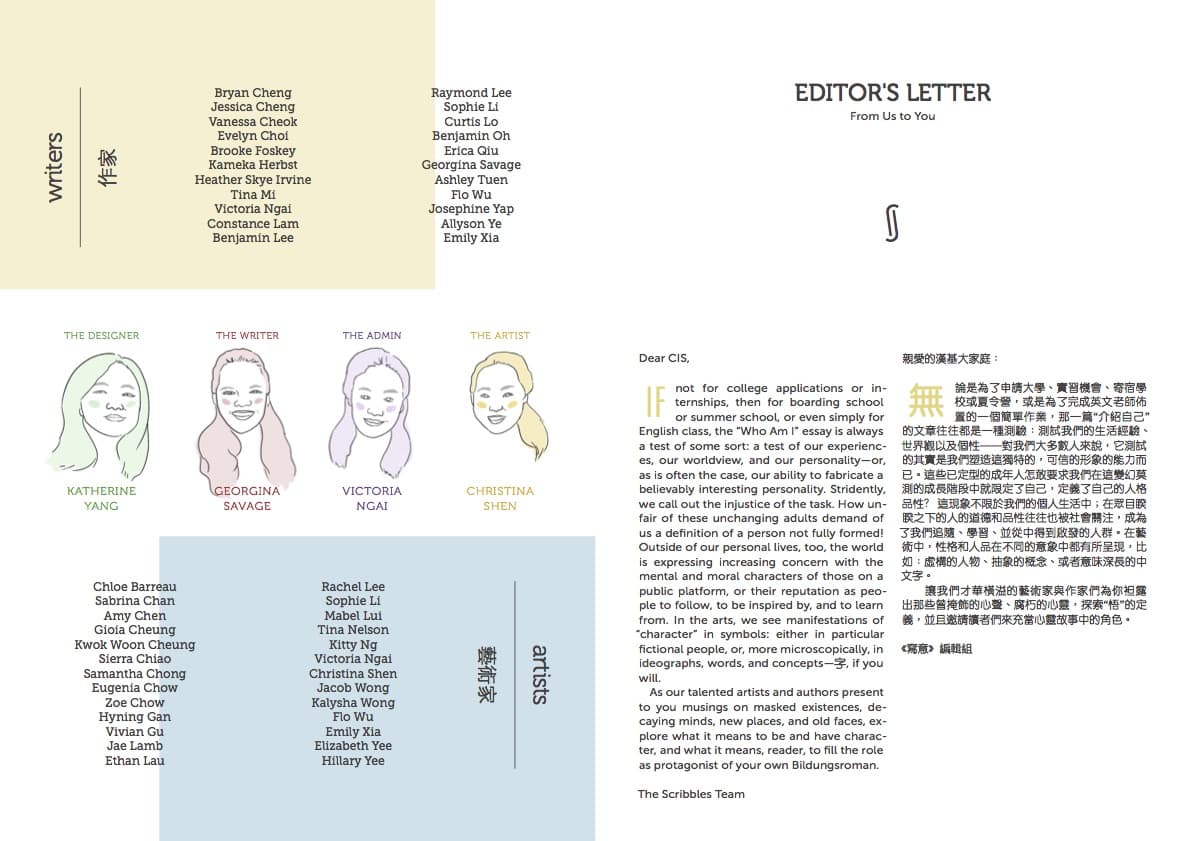 writers
作家
Bryan Cheng
Jessica Cheng
Vanessa Cheok
Evelyn Choi
Brooke Foskey
Kameka Herbst
Heather Skye Irvine
Tina Mi
Victoria Ngai
Constance Lam
Benjamin Lee
Raymond Lee
Sophie Li
Curtis Lo
Benjamin Oh
Erica Qiu
Georgina Savage
Ashley Tuen
Flo Wu
Josephine Yap
Allyson Ye
Emily Xia
THE DESIGNER
KATHERINE
YANG
THE WRITER
GEORGINA
SAVAGE
THE ADMIN
VICTORIA
NGAI
THE ARTIST
CHRISTINA
SHEN
Chloe Barreau
Sabrina Chan
Amy Chen
Gioia Cheung
Kwok Woon Cheung
Sierra Chiao
Samantha Chong
Eugenia Chow
Zoe Chow
Hyning Gan
Vivian Gu
Jae Lamb
Ethan Lau
Rachel Lee
Sophie Li
Mabel Lui
Tina Nelson
Kitty Ng
Victoria Ngai
Christina Shen
Jacob Wong
Kalysha Wong
Flo Wu
Emily Xia
Elizabeth Yee
Hillary Yee
藝術家
artists
EDITOR'S LETTER
From Us to You
Dear CIS,
IF not for college applications or in-
ternships, then for boarding school
or summer school, or even simply for
English class, the “Who Am I” essay is always
a test of some sort: a test of our experienc-
es, our worldview, and our personality—or,
as is often the case, our ability to fabricate a
believably interesting personality. Stridently,
we call out the injustice of the task. How un-
fair of these unchanging adults demand of
us a definition of a person not fully formed!
Outside of our personal lives, too, the world
is expressing increasing concern with the
mental and moral characters of those on a
public platform, or their reputation as peo-
ple to follow, to be inspired by, and to learn
from. In the arts, we see manifestations of
“character” in symbols: either in particular
fictional people, or, more microscopically, in
ideographs, words, and concepts—字, if you
will.
As our talented artists and authors present
to you musings on masked existences, de-
caying minds, new places, and old faces, ex-
plore what it means to be and have charac-
ter, and what it means, reader, to fill the role
as protagonist of your own Bildungsroman.
The Scribbles Team
親愛的漢基大家庭：
無論是為了申請大學、實習機會、寄宿學
校或夏令營，或是為了完成英文老師佈
置的一個簡單作業，那一篇“介紹自己”
的文章往往都是一種測驗：測試我們的生活經驗、
世界觀以及個性——對我們大多數人來說，它測試
的其實是我們塑造這獨特的，可信的形象的能力而
已。這些已定型的成年人怎敢要求我們在這變幻莫
測的成長階段中就限定了自己，定義了自己的人格
品性？ 這現象不限於我們的個人生活中；在眾目睽
睽之下的人的道德和品性往往也被社會關注，成為
了我們追隨、學習、並從中得到啟發的人群。在藝
術中，性格和人品在不同的意象中都有所呈現，比
如：虛構的人物、抽象的概念、或者意味深長的中
文字。
讓我們才華橫溢的藝術家與作家們為你袒露
出那些曾掩飾的心聲、腐朽的心靈，探索“悟”的定
義，並且邀請讀者們來充當心靈故事中的角色。
《寫意》編輯組